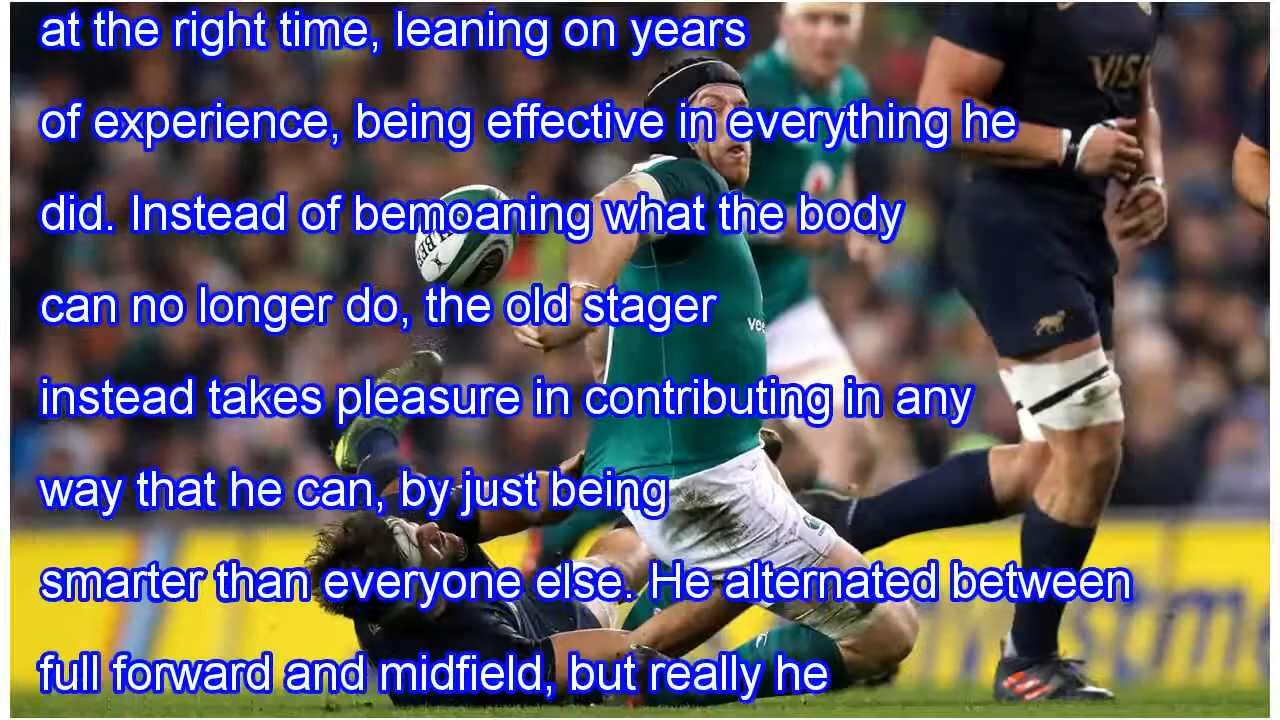 at the right time, leaning on years
of experience, being effective in everything he
did. Instead of bemoaning what the body
can no longer do, the old stager
instead takes pleasure in contributing in any
way that he can, by just being
smarter than everyone else. He alternated between
full forward and midfield, but really he
VISA